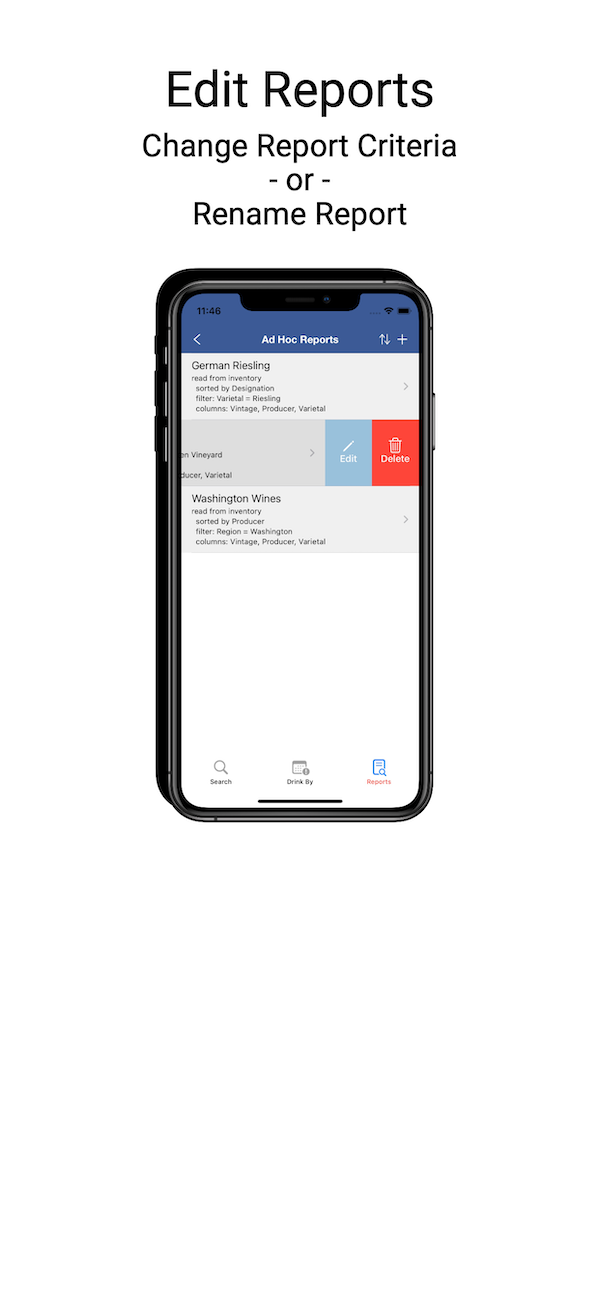 Edit Reports
Change Report Criteria
- or -
Rename Report
11:46
Ad Hoc Reports
German Riesling
read from inventory
sorted by Designation
filter: Varietal = Riesling
columns: Vintage, Producer, Varietal
en Vineyard
ducer, Varietal
Edit
Delete
Washington Wines
read from inventory
sorted by Producer
filter: Region = Washington
columns: Vintage, Producer, Varietal
Search
Drink By
Reports